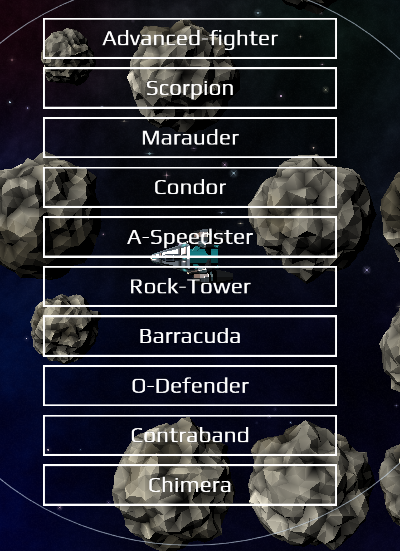 Advanced-fighter
Scorpion
Marauder
Condor
A-Speedster
Rock-Tower
Barracuda
O-Defender
Contraband
Chimera